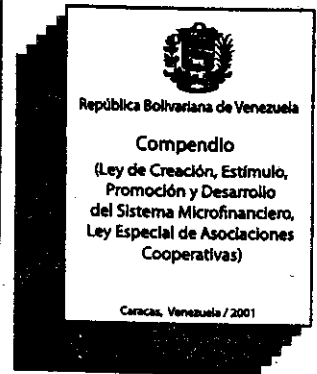 República Bolivariana de Venezuela
Compendio
(Ley de Creación, Estímulo,
Promoción y Desarrollo
del Sistema Microfinanciero,
Ley Especial de Asociaciones
Cooperativas)
Caracas, Venezuela / 2001